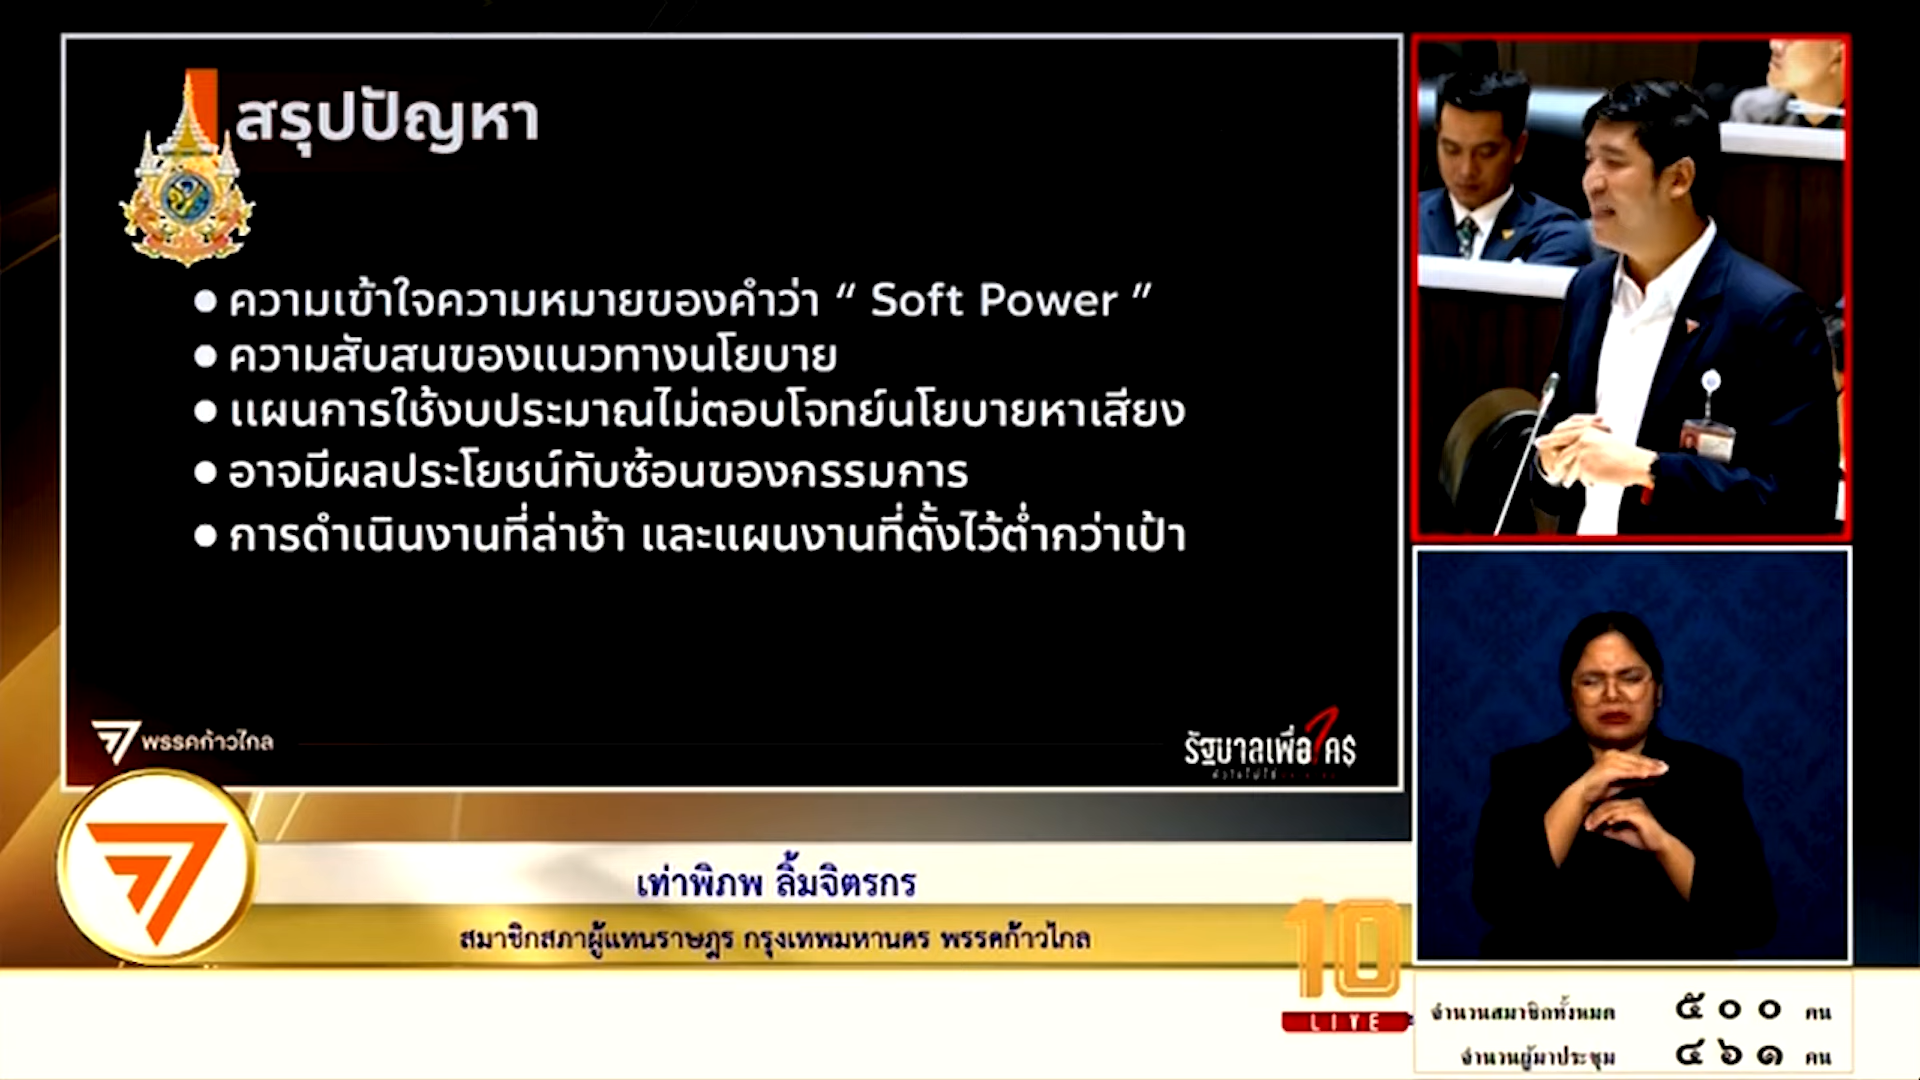 สรุปปัญหา
● ความเข้าใจความหมายของคำว่า “ Soft Power ”
● ความสับสนของแนวทางนโยบาย
● แผนการใช้งบประมาณไม่ตอบโจทย์นโยบายหาเสียง
● อาจมีผลประโยชน์ทับซ้อนของกรรมการ
● การดำเนินงานที่ล่าช้า และแผนงานที่ตั้งไว้ต่ำกว่าเป้า
พรรคก้าวไกล
รัฐบาลเพื่อใคร$
เท่าพิภพ ลิ้มจิตรกร
สมาชิกสภาผู้แทนราษฎร กรุงเทพมหานคร พรรคก้าวไกล
10
LIVE
จำนวนสมาชิกทั้งหมด ๕๐๐ คน
จำนวนผู้มาประชุม ๔๖๑ คน